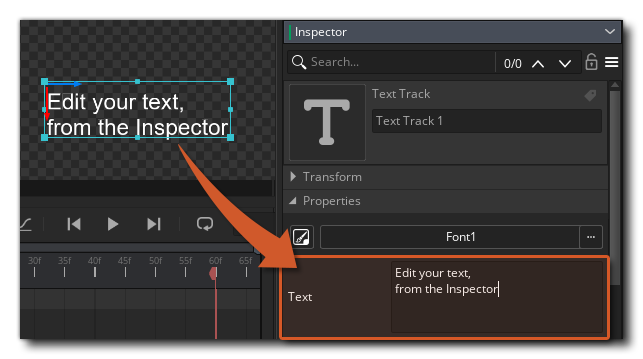 Inspector
Search...
0/0
Edit your text,
from the Inspector
Text Track
Text Track 1
Transform
Properties
Font1
...
30f 35f 40f 45f 50f 55f 60f 65f
Text
Edit your text,
from the Inspector